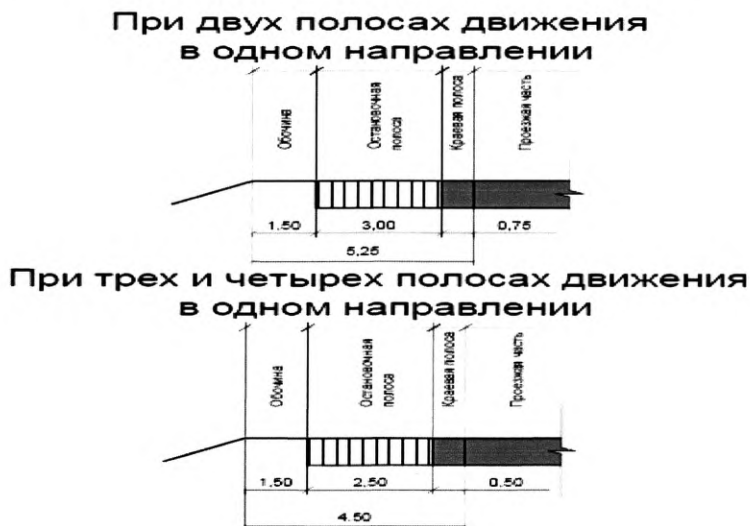 При двух полосах движения
в одном направлении
Обочина
Остановочная
полоса
Краевая полоса
Проезжая часть
1.50
3,00
0,75
5,25
При трех и четырех полосах движения
в одном направлении
Обочина
Остановочная
полоса
Краевая полоса
Проезжая часть
1,50
2,50
0,50
4.50